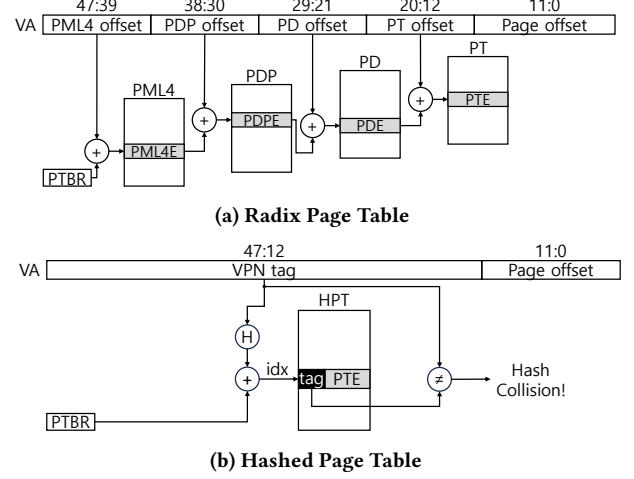 47:39 38:30 29:21 20:12 11:0
VA PML4 offset PDP offset PD offset PT offset Page offset
PT
PD
PDP
PML4
PTE
PDPE
PDE
+ + + +
PML4E
PTBR
(a) Radix Page Table
47:12 11:0
VA VPN tag Page offset
HPT
H
idx
+ tag PTE ≠ Hash
Collision!
PTBR
(b) Hashed Page Table